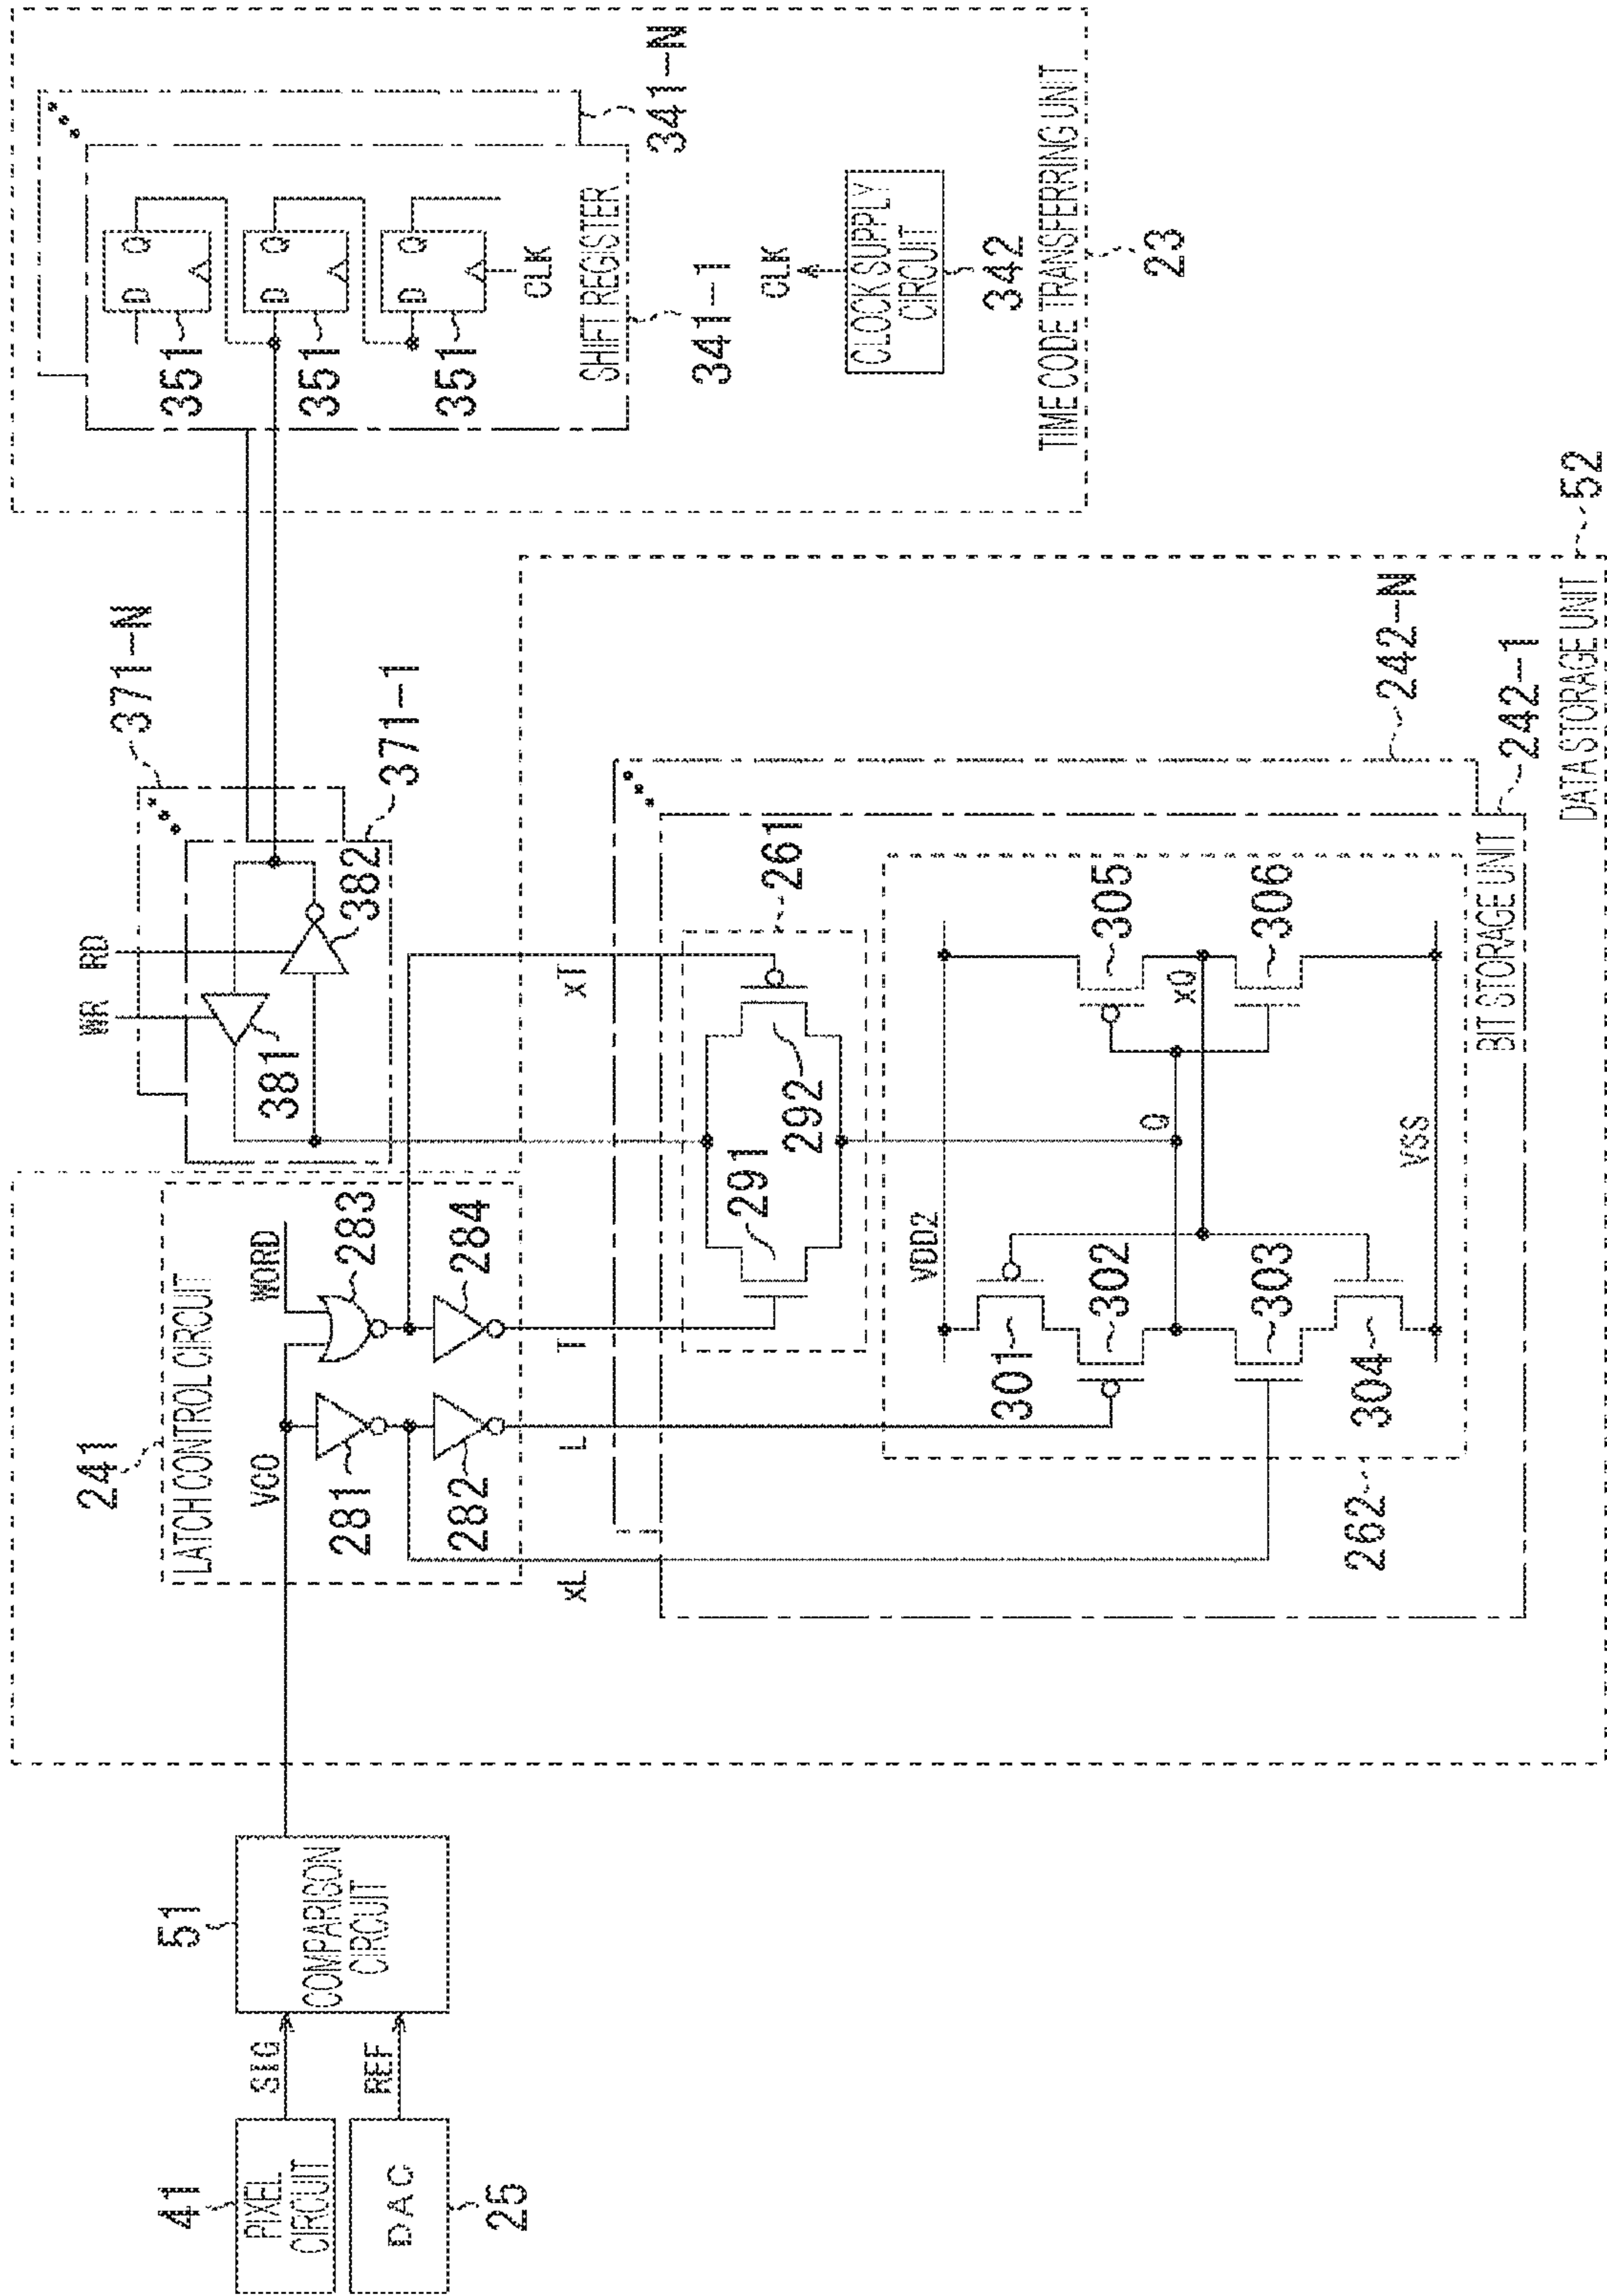 41
PIXEL
CIRCUIT
SIG
DAC
25
REF
51
COMPARISON
CIRCUIT
241
LATCH CONTROL CIRCUIT
VCO
WORD
281
282
283
284
xL
L
T
xT
WR
RD
381
382
371-N
371-1
261
291
292
VDD2
301
302
303
304
305
306
Q
xQ
VSS
262
BIT STORAGE UNIT
242-1
242-N
DATA STORAGE UNIT
52
D
Q
351
D
Q
351
D
Q
351
CLK
SHIFT REGISTER
341-1
341-N
CLK
CLOCK SUPPLY
CIRCUIT
342
TIME CODE TRANSFERRING UNIT
23